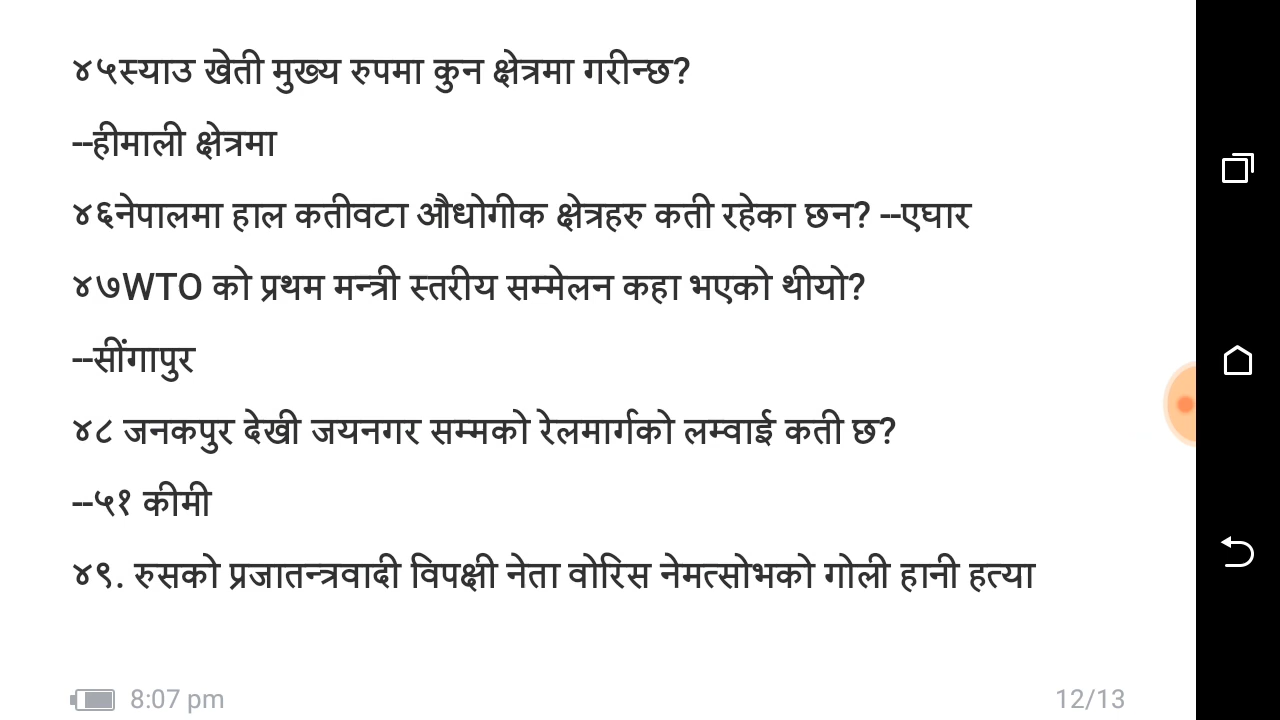 ४५स्याउ खेती मुख्य रुपमा कुन क्षेत्रमा गरीन्छ?
--हीमाली क्षेत्रमा
४६नेपालमा हाल कतीवटा औधोगीक क्षेत्रहरु कती रहेका छन? --एघार
४७WTO को प्रथम मन्त्री स्तरीय सम्मेलन कहा भएको थीयो?
--सींगापुर
४८ जनकपुर देखी जयनगर सम्मको रेलमार्गको लम्वाई कती छ?
--५१ कीमी
४९. रुसको प्रजातन्त्रवादी विपक्षी नेता वोरिस नेमत्सोभको गोली हानी हत्या
8:07 pm 12/13